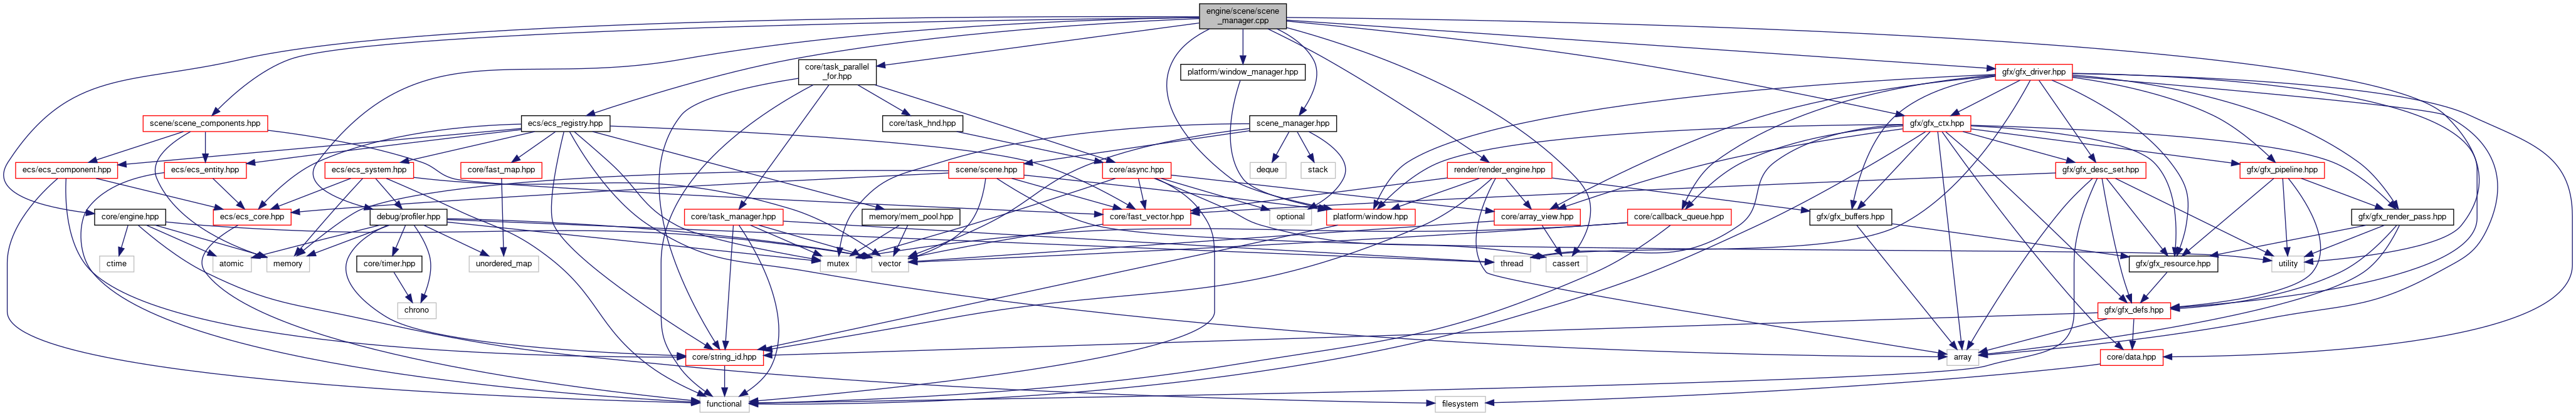 engine/scene/scene
_manager.cpp
core/task_parallel
_for.hpp
platform/window_manager.hpp
gfx/gfx_driver.hpp
scene/scene_components.hpp
ecs/ecs_registry.hpp
core/task_hnd.hpp
scene_manager.hpp
gfx/gfx_ctx.hpp
ecs/ecs_component.hpp
ecs/ecs_entity.hpp
ecs/ecs_system.hpp
core/fast_map.hpp
core/async.hpp
scene/scene.hpp
deque
stack
render/render_engine.hpp
gfx/gfx_desc_set.hpp
gfx/gfx_pipeline.hpp
core/engine.hpp
ecs/ecs_core.hpp
debug/profiler.hpp
core/task_manager.hpp
memory/mem_pool.hpp
core/fast_vector.hpp
optional
platform/window.hpp
core/array_view.hpp
core/callback_queue.hpp
gfx/gfx_buffers.hpp
gfx/gfx_render_pass.hpp
ctime
atomic
memory
core/timer.hpp
unordered_map
mutex
vector
thread
cassert
gfx/gfx_resource.hpp
utility
chrono
gfx/gfx_defs.hpp
core/string_id.hpp
array
core/data.hpp
functional
filesystem